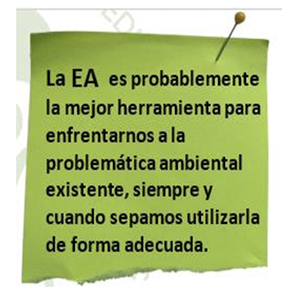 La EA es probablemente
la mejor herramienta para
enfrentarnos a la
problemática ambiental
existente, siempre y
cuando sepamos utilizarla
de forma adecuada.